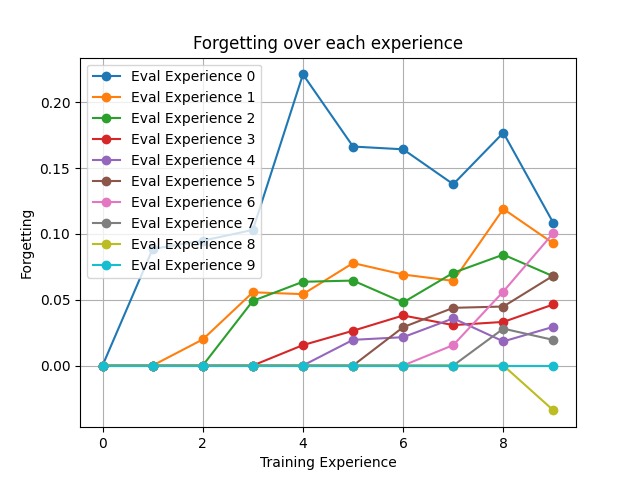 Forgetting over each experience
Eval Experience 0
Eval Experience 1
Eval Experience 2
Eval Experience 3
Eval Experience 4
Eval Experience 5
Eval Experience 6
Eval Experience 7
Eval Experience 8
Eval Experience 9
0.20
0.15
0.10
0.05
0.00
Forgetting
0 2 4 6 8
Training Experience